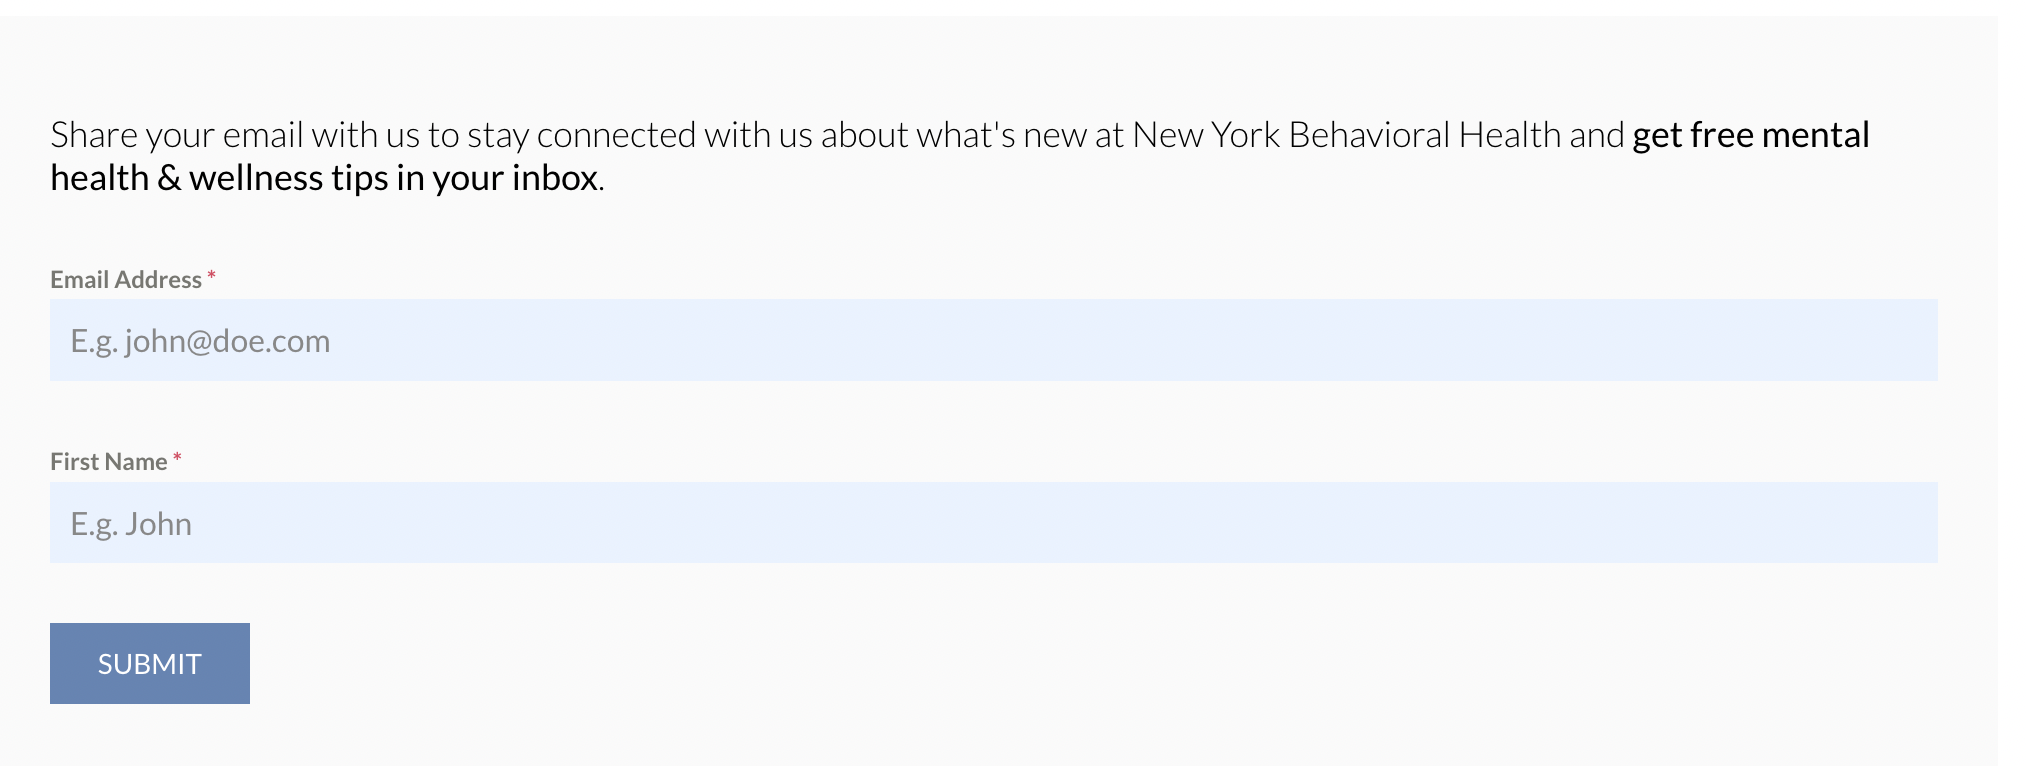 Share your email with us to stay connected with us about what's new at New York Behavioral Health and get free mental
health & wellness tips in your inbox.
Email Address *
E.g. john@doe.com
First Name *
E.g. John
SUBMIT